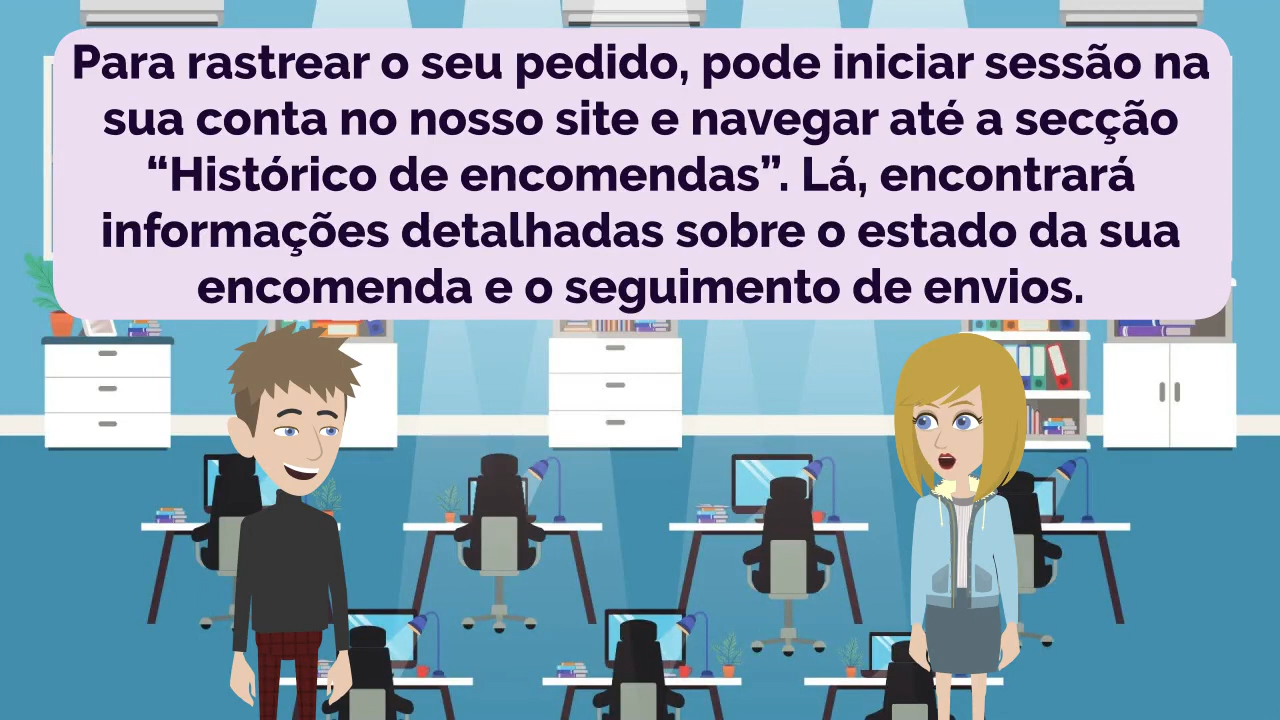 Para rastrear o seu pedido, pode iniciar sessão na
sua conta no nosso site e navegar até a secção
“Histórico de encomendas”. Lá, encontrará
informações detalhadas sobre o estado da sua
encomenda e o seguimento de envios.